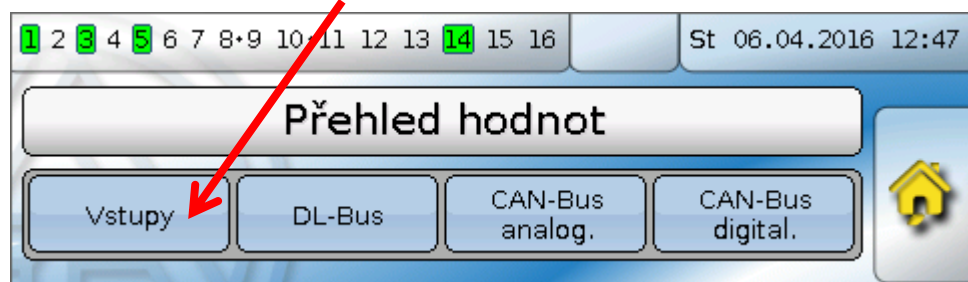 1 2 3 4 5 6 7 8·9 10·11 12 13 14 15 16 St 06.04.2016 12:47
Přehled hodnot
Vstupy DL-Bus CAN-Bus analog. CAN-Bus digital.